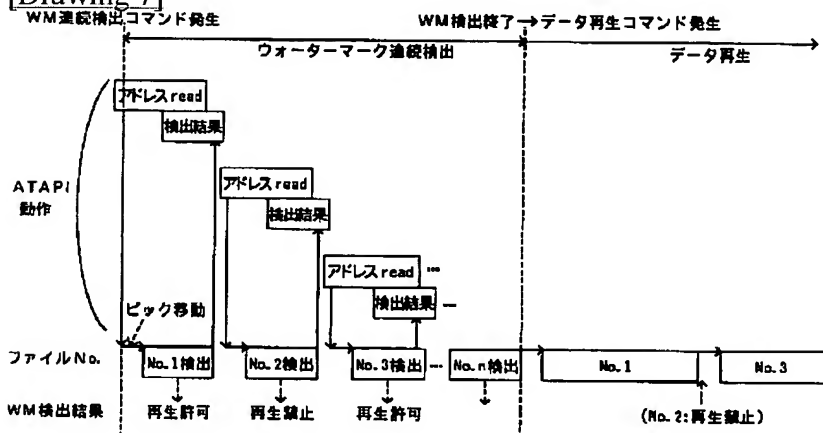 [Drawing 7]
WM連続検出コマンド発生
WM検出終了→データ再生コマンド発生
ウォーターマーク連続検出
データ再生
アドレスread
検出結果
アドレスread
検出結果
アドレスread …
検出結果 …
ATAPI
動作
ピック移動
ファイルNo.
No.1検出
No.2検出
No.3検出 …
No.n検出
No.1
No.3
WM検出結果
再生許可
再生禁止
再生許可
(No.2:再生禁止)